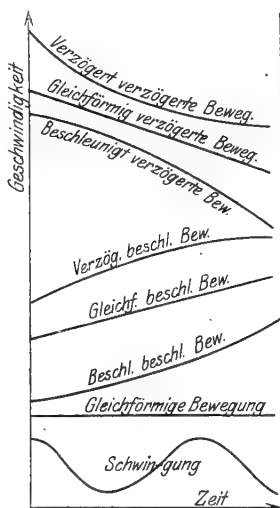 Geschwindigkeit
Verzögert verzögerte Beweg.
Gleichförmig verzögerte Beweg.
Beschleunigt verzögerte Bew.
Verzög. beschl. Bew.
Gleichf. beschl. Bew.
Beschl. beschl. Bew.
Gleichförmige Bewegung
Schwingung
Zeit